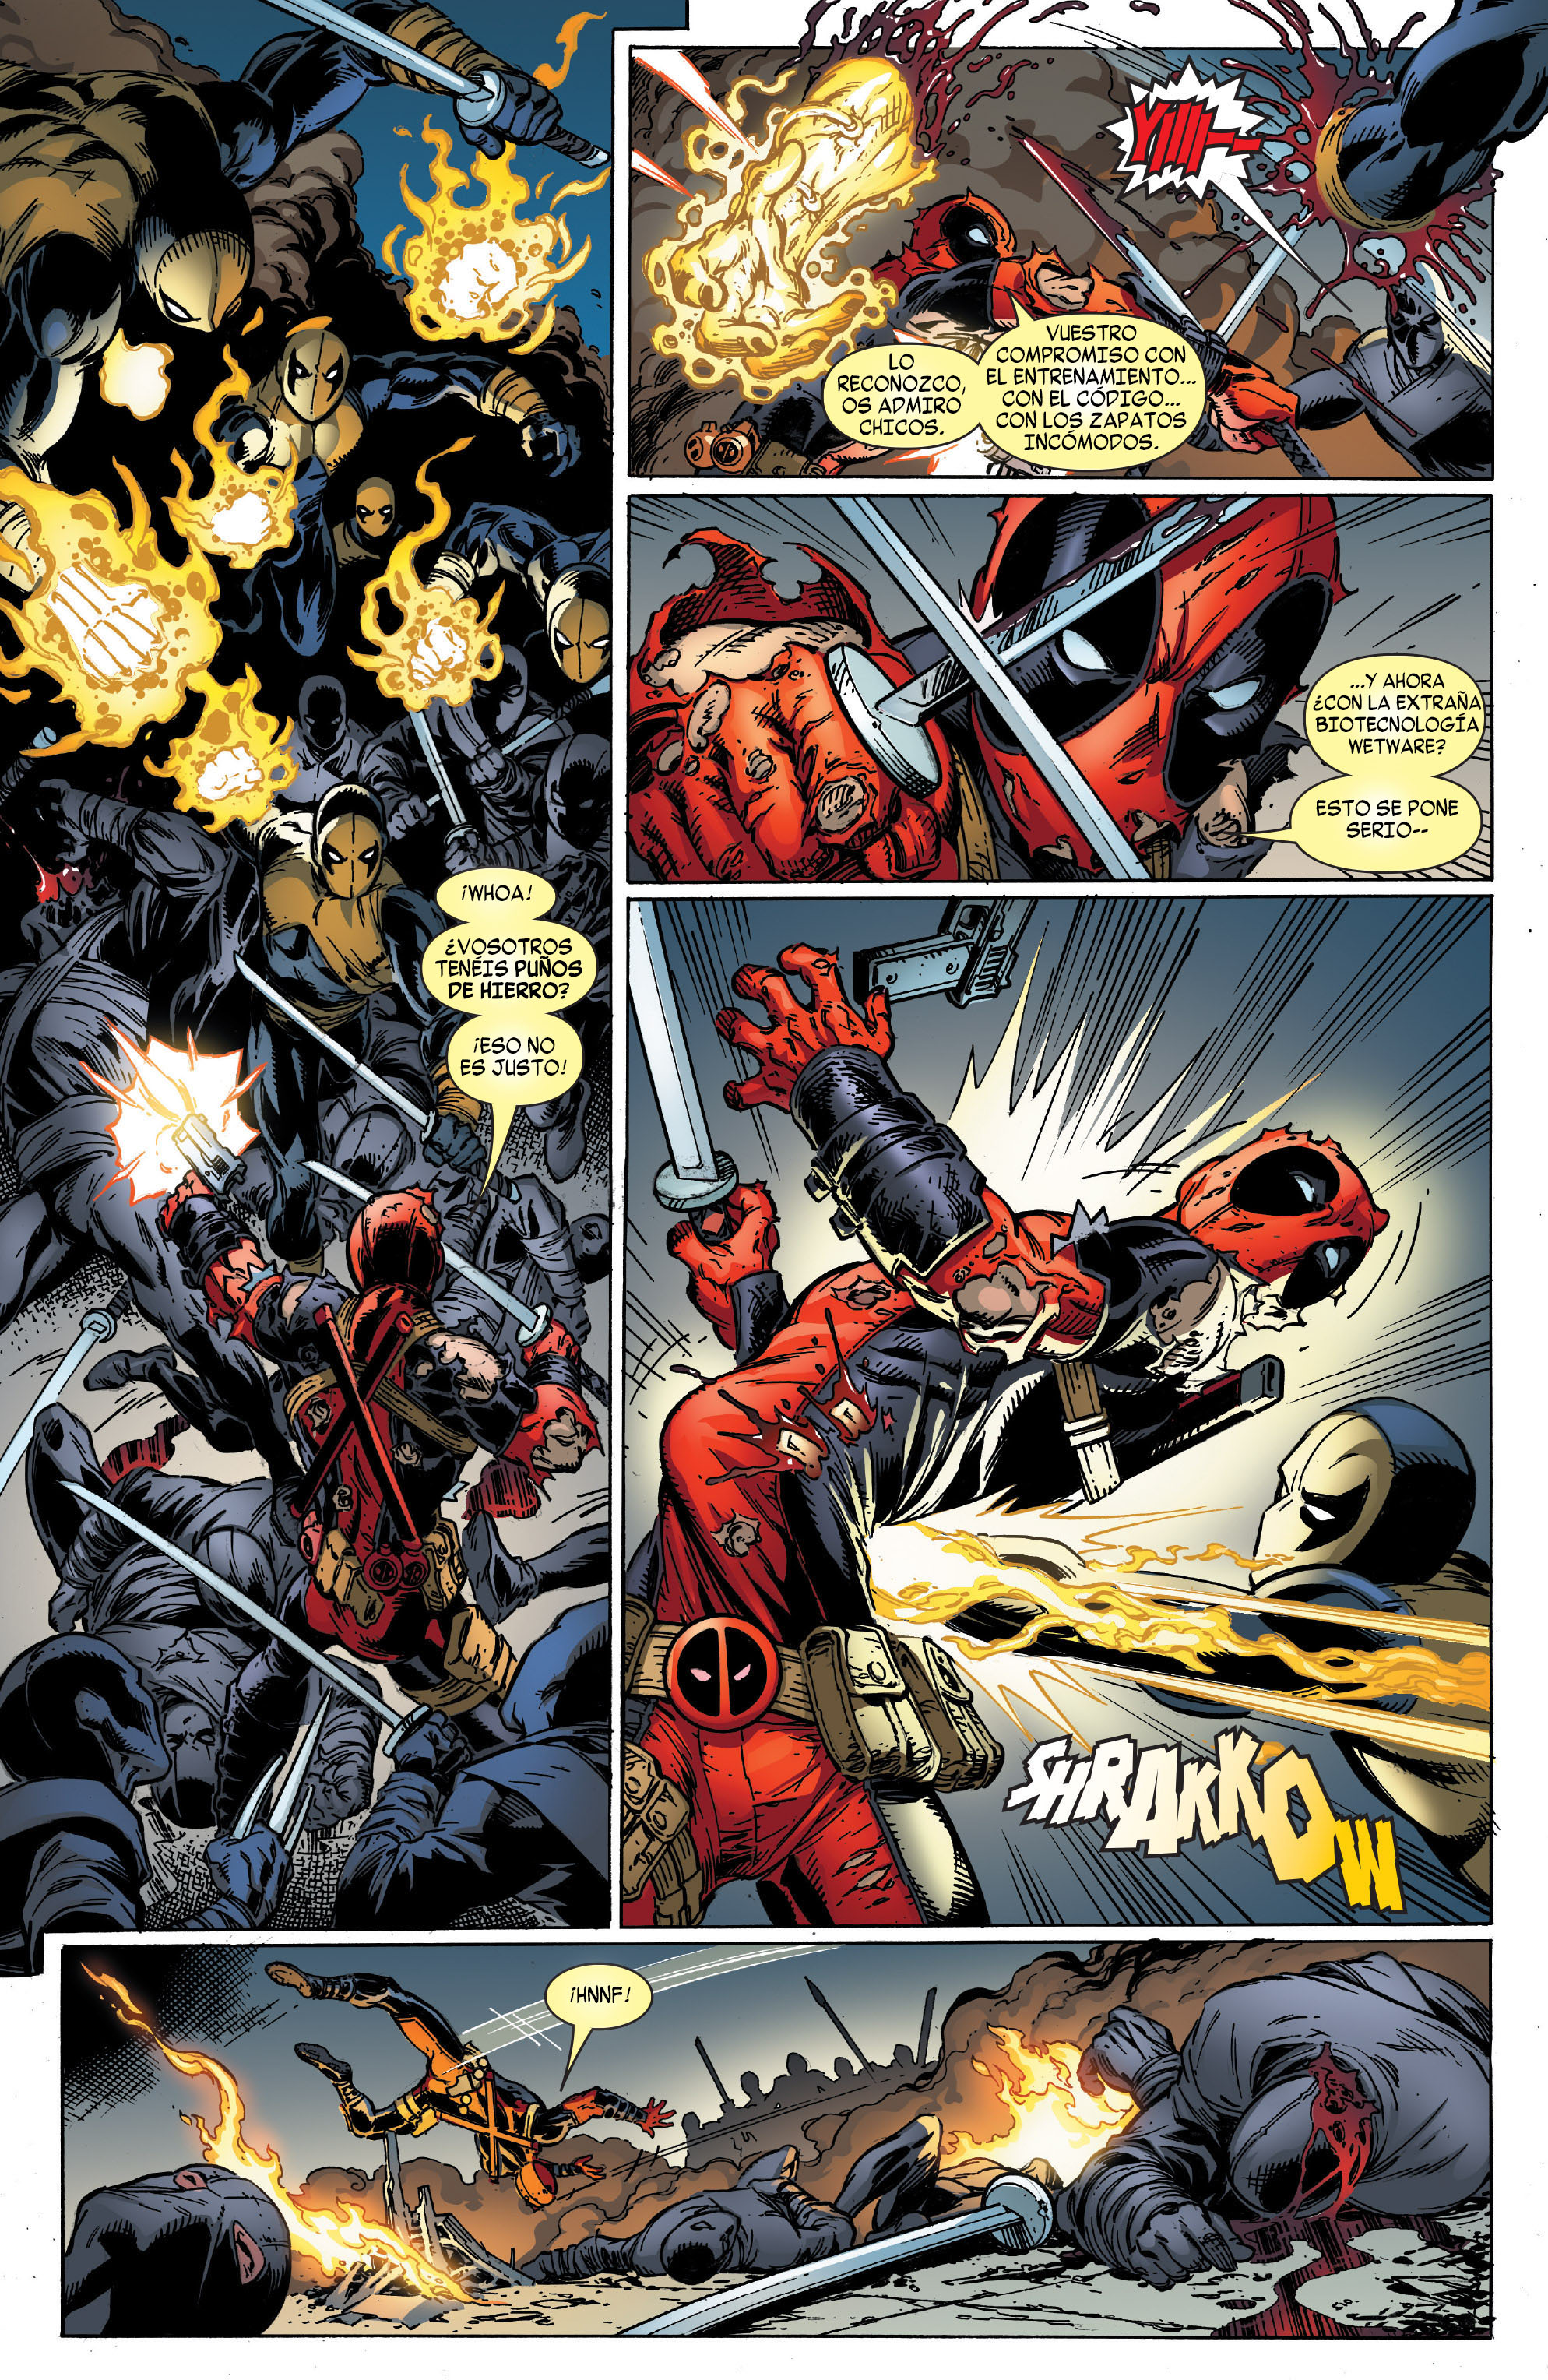 ¡WHOA!
¿VOSOTROS
TENÉIS PUÑOS
DE HIERRO?
¡ESO NO
ES JUSTO!
YIIII-
LO
RECONOZCO,
OS ADMIRO
CHICOS.
VUESTRO
COMPROMISO CON
EL ENTRENAMIENTO...
CON EL CÓDIGO...
CON LOS ZAPATOS
INCÓMODOS.
...Y AHORA
¿CON LA EXTRAÑA
BIOTECNOLOGÍA
WETWARE?
ESTO SE PONE
SERIO--
SHRAKKOW
¡HNNF!